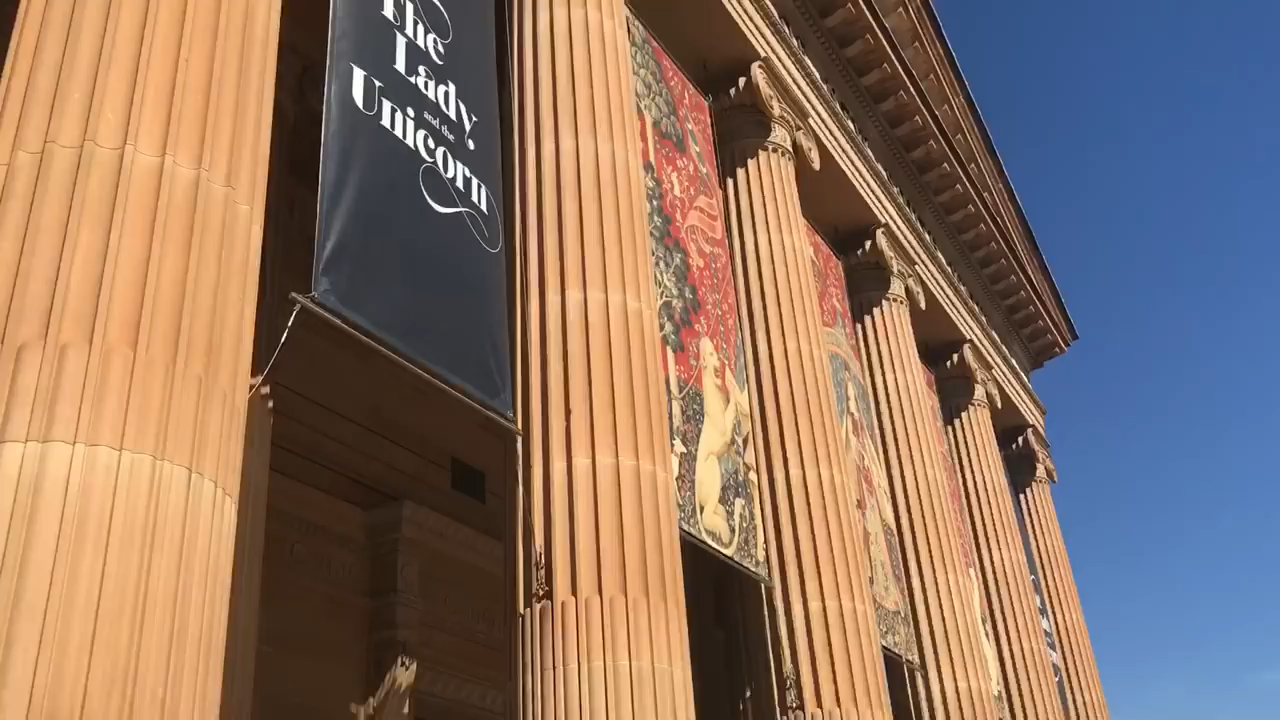 The
Lady
and the
Unicorn